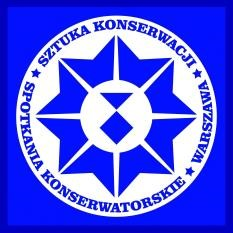 SZTUKA KONSERWACJI
★ WARSZAWA ★
SPOTKANIA KONSERWATORSKIE